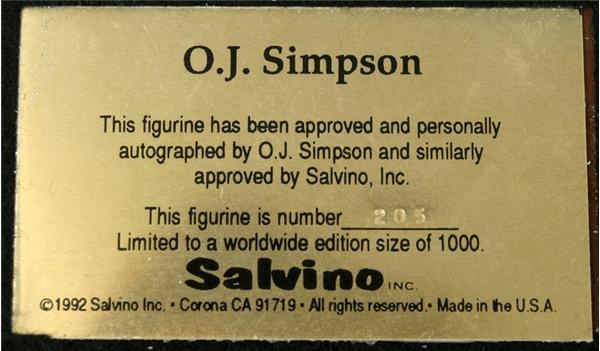 O.J. Simpson
This figurine has been approved and personally
autographed by O.J. Simpson and similarly
approved by Salvino, Inc.
This figurine is number 205
Limited to a worldwide edition size of 1000.
Salvino INC.
©1992 Salvino Inc. • Corona CA 91719 • All rights reserved. • Made in the U.S.A.